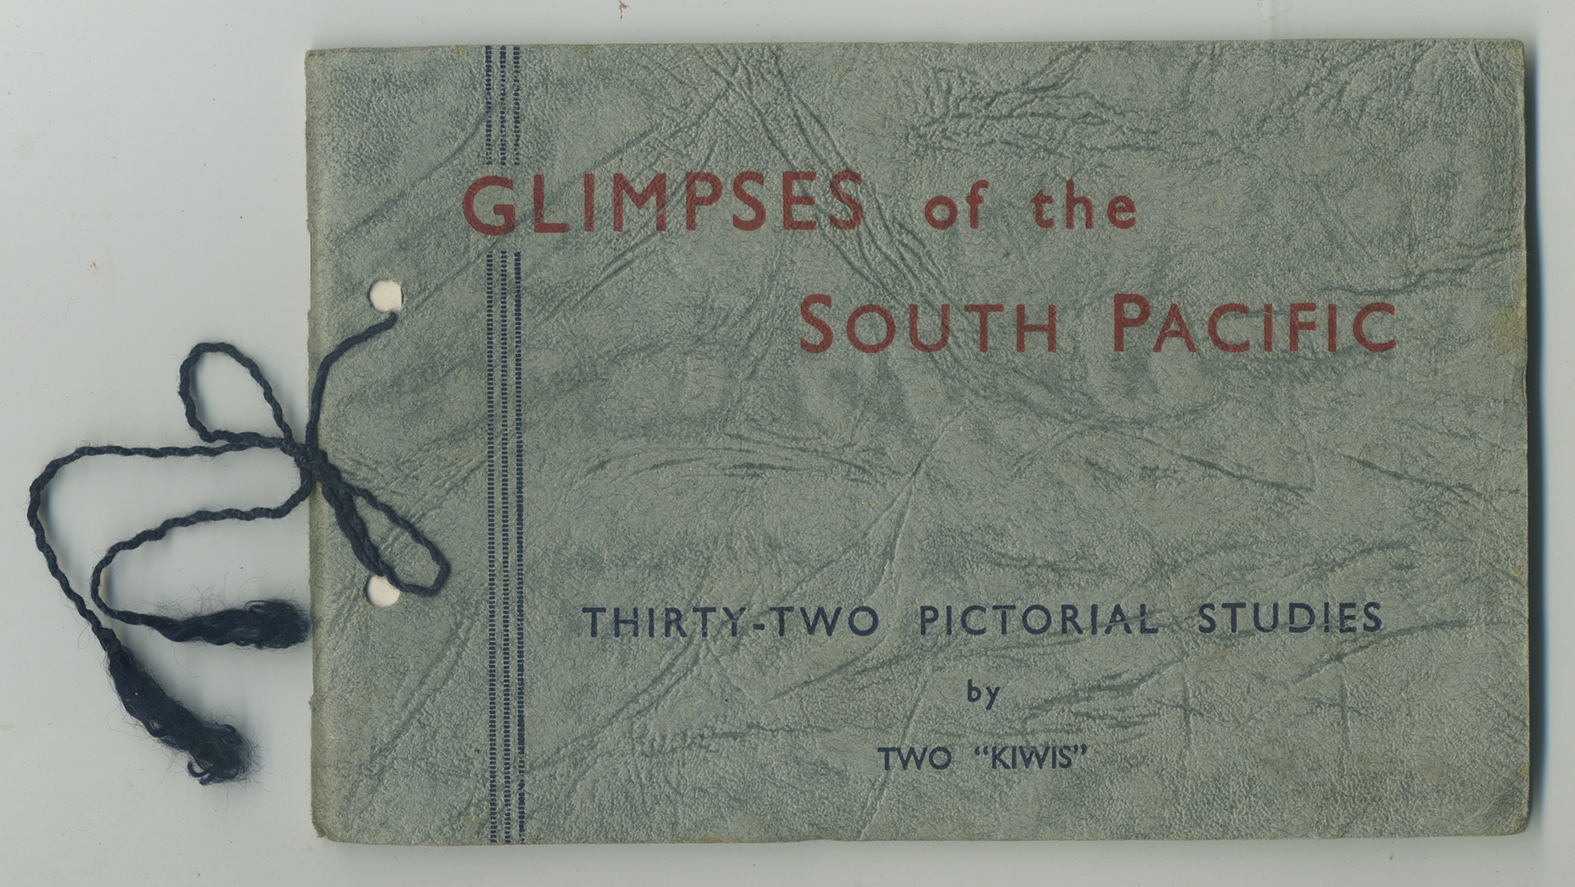 GLIMPSES of the
SOUTH PACIFIC
THIRTY-TWO PICTORIAL STUDIES
by
TWO “KIWIS”